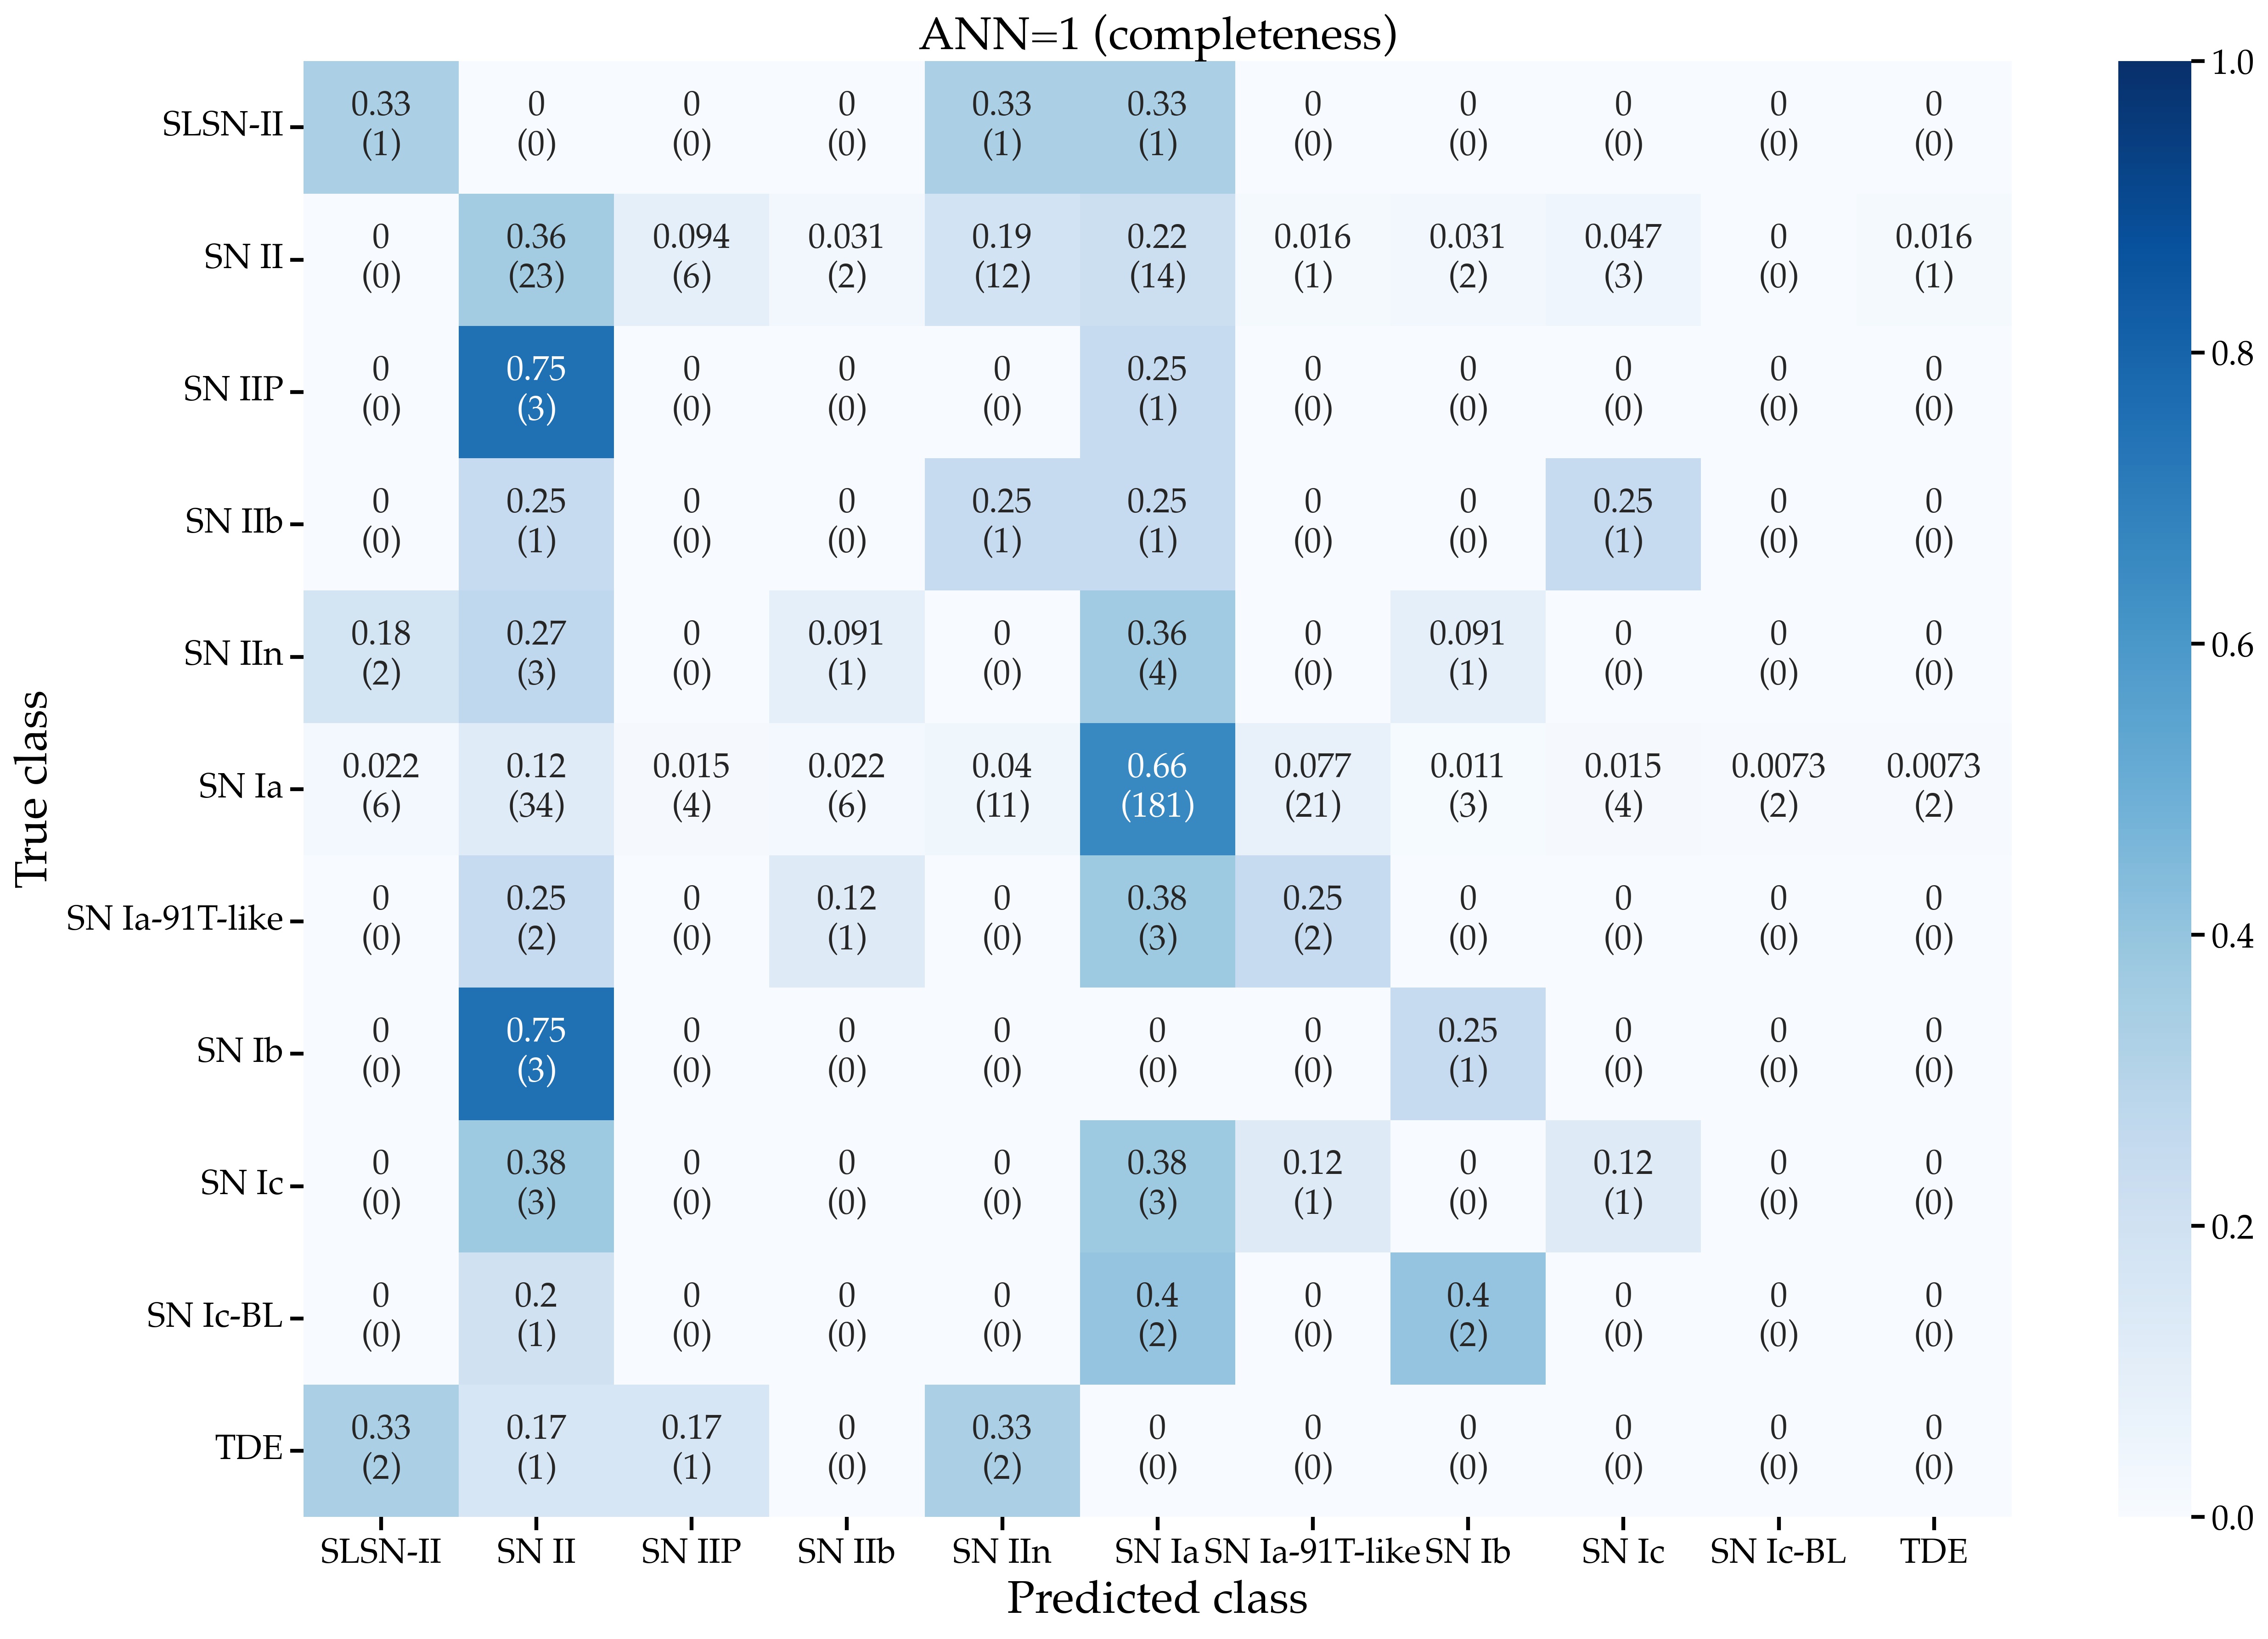 ANN=1 (completeness)
SLSN-II 0.33 0 0 0 0.33 0.33 0 0 0 0 0
(1) (0) (0) (0) (1) (1) (0) (0) (0) (0) (0)
SN II 0 0.36 0.094 0.031 0.19 0.22 0.016 0.031 0.047 0 0.016
(0) (23) (6) (2) (12) (14) (1) (2) (3) (0) (1)
SN IIP 0 0.75 0 0 0 0.25 0 0 0 0 0
(0) (3) (0) (0) (0) (1) (0) (0) (0) (0) (0)
SN IIb 0 0.25 0 0 0.25 0.25 0 0 0.25 0 0
(0) (1) (0) (0) (1) (1) (0) (0) (1) (0) (0)
SN IIn 0.18 0.27 0 0.091 0 0.36 0 0.091 0 0 0
(2) (3) (0) (1) (0) (4) (0) (1) (0) (0) (0)
SN Ia 0.022 0.12 0.015 0.022 0.04 0.66 0.077 0.011 0.015 0.0073 0.0073
(6) (34) (4) (6) (11) (181) (21) (3) (4) (2) (2)
SN Ia-91T-like 0 0.25 0 0.12 0 0.38 0.25 0 0 0 0
(0) (2) (0) (1) (0) (3) (2) (0) (0) (0) (0)
SN Ib 0 0.75 0 0 0 0 0 0.25 0 0 0
(0) (3) (0) (0) (0) (0) (0) (1) (0) (0) (0)
SN Ic 0 0.38 0 0 0 0.38 0.12 0 0.12 0 0
(0) (3) (0) (0) (0) (3) (1) (0) (1) (0) (0)
SN Ic-BL 0 0.2 0 0 0 0.4 0 0.4 0 0 0
(0) (1) (0) (0) (0) (2) (0) (2) (0) (0) (0)
TDE 0.33 0.17 0.17 0 0.33 0 0 0 0 0 0
(2) (1) (1) (0) (2) (0) (0) (0) (0) (0) (0)
SLSN-II SN II SN IIP SN IIb SN IIn SN Ia SN Ia-91T-like SN Ib SN Ic SN Ic-BL TDE
Predicted class
True class
1.0
0.8
0.6
0.4
0.2
0.0